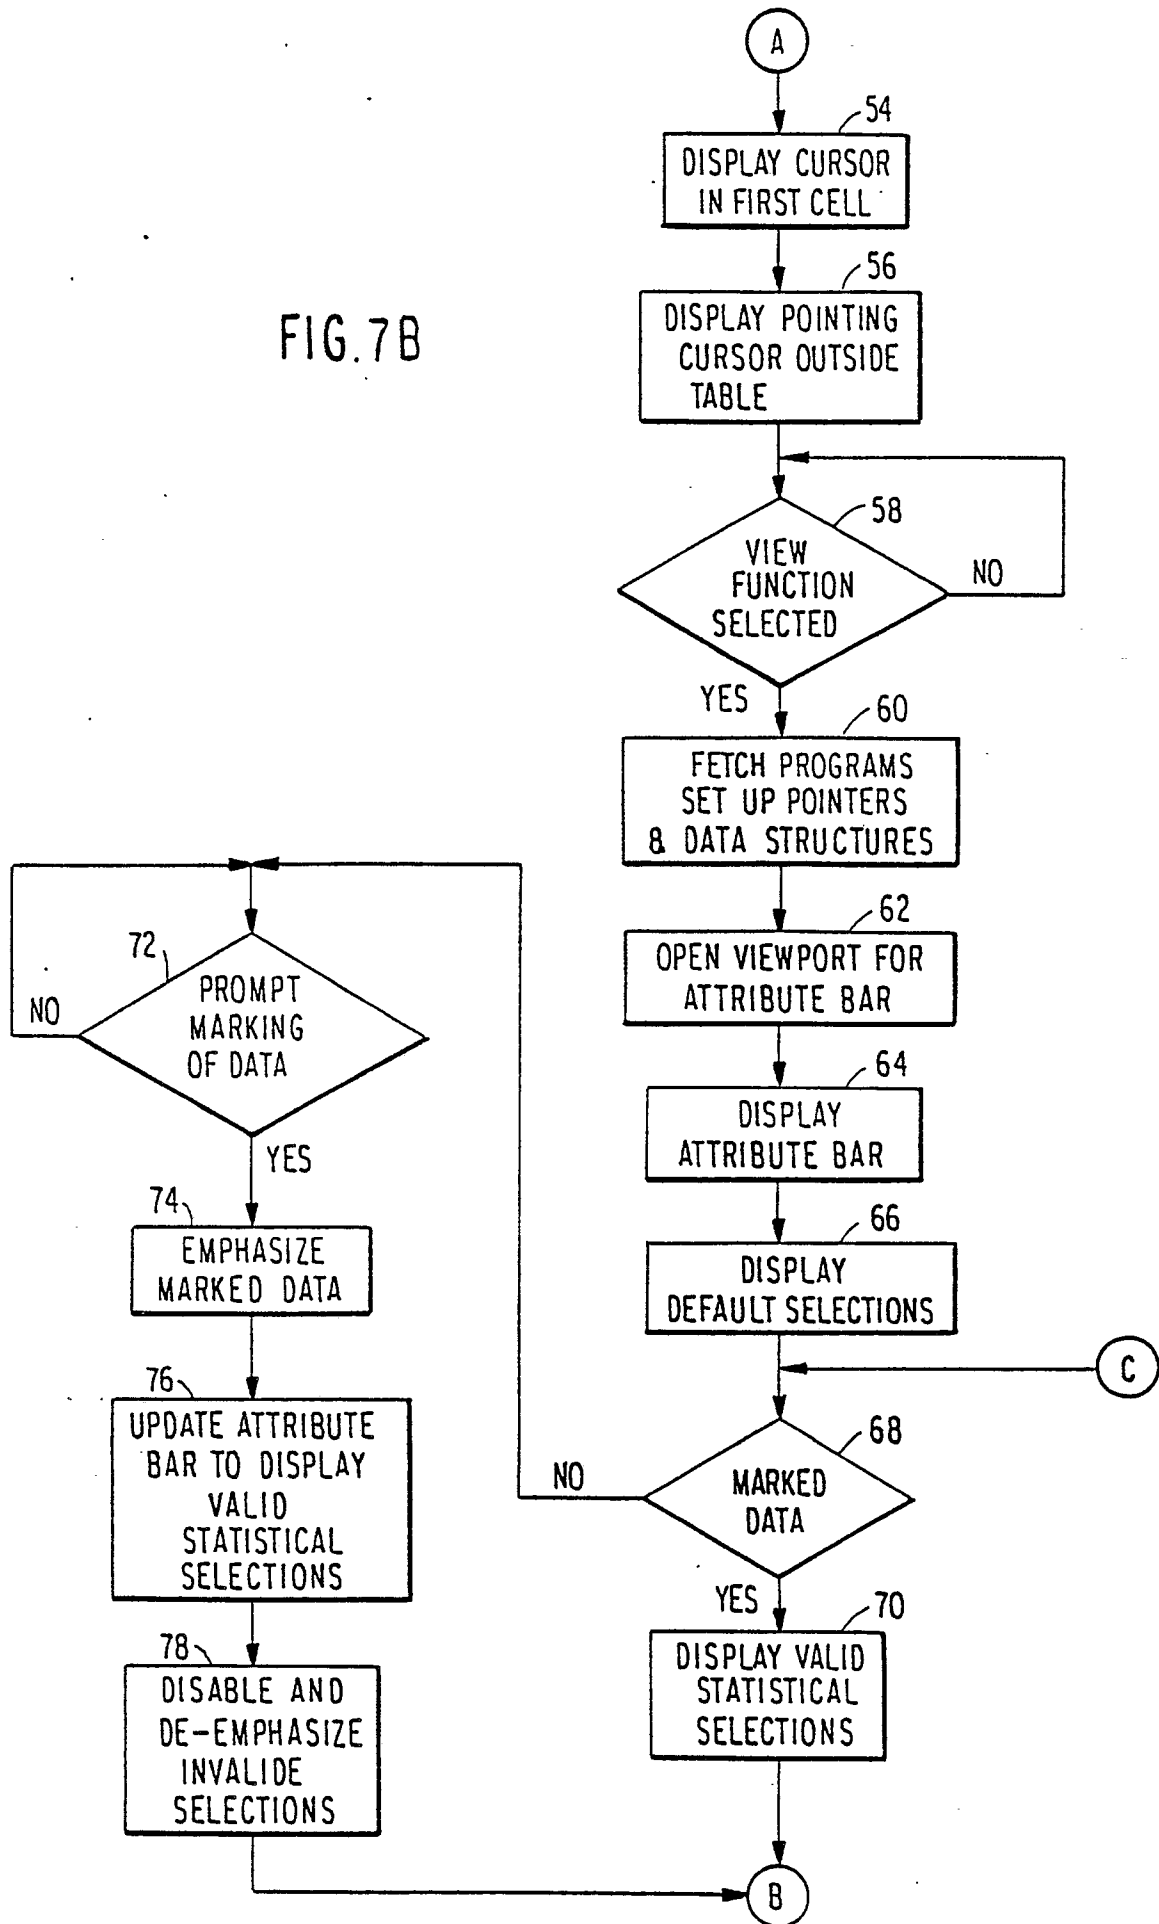 A
54
DISPLAY CURSOR
IN FIRST CELL
56
DISPLAY POINTING
CURSOR OUTSIDE
TABLE
FIG.7B
58
VIEW
FUNCTION
SELECTED
NO
YES
60
FETCH PROGRAMS
SET UP POINTERS
& DATA STRUCTURES
62
OPEN VIEWPORT FOR
ATTRIBUTE BAR
64
DISPLAY
ATTRIBUTE BAR
66
DISPLAY
DEFAULT SELECTIONS
C
68
MARKED
DATA
NO
YES
70
DISPLAY VALID
STATISTICAL
SELECTIONS
72
PROMPT
MARKING
OF DATA
NO
YES
74
EMPHASIZE
MARKED DATA
76
UPDATE ATTRIBUTE
BAR TO DISPLAY
VALID
STATISTICAL
SELECTIONS
78
DISABLE AND
DE-EMPHASIZE
INVALIDE
SELECTIONS
B